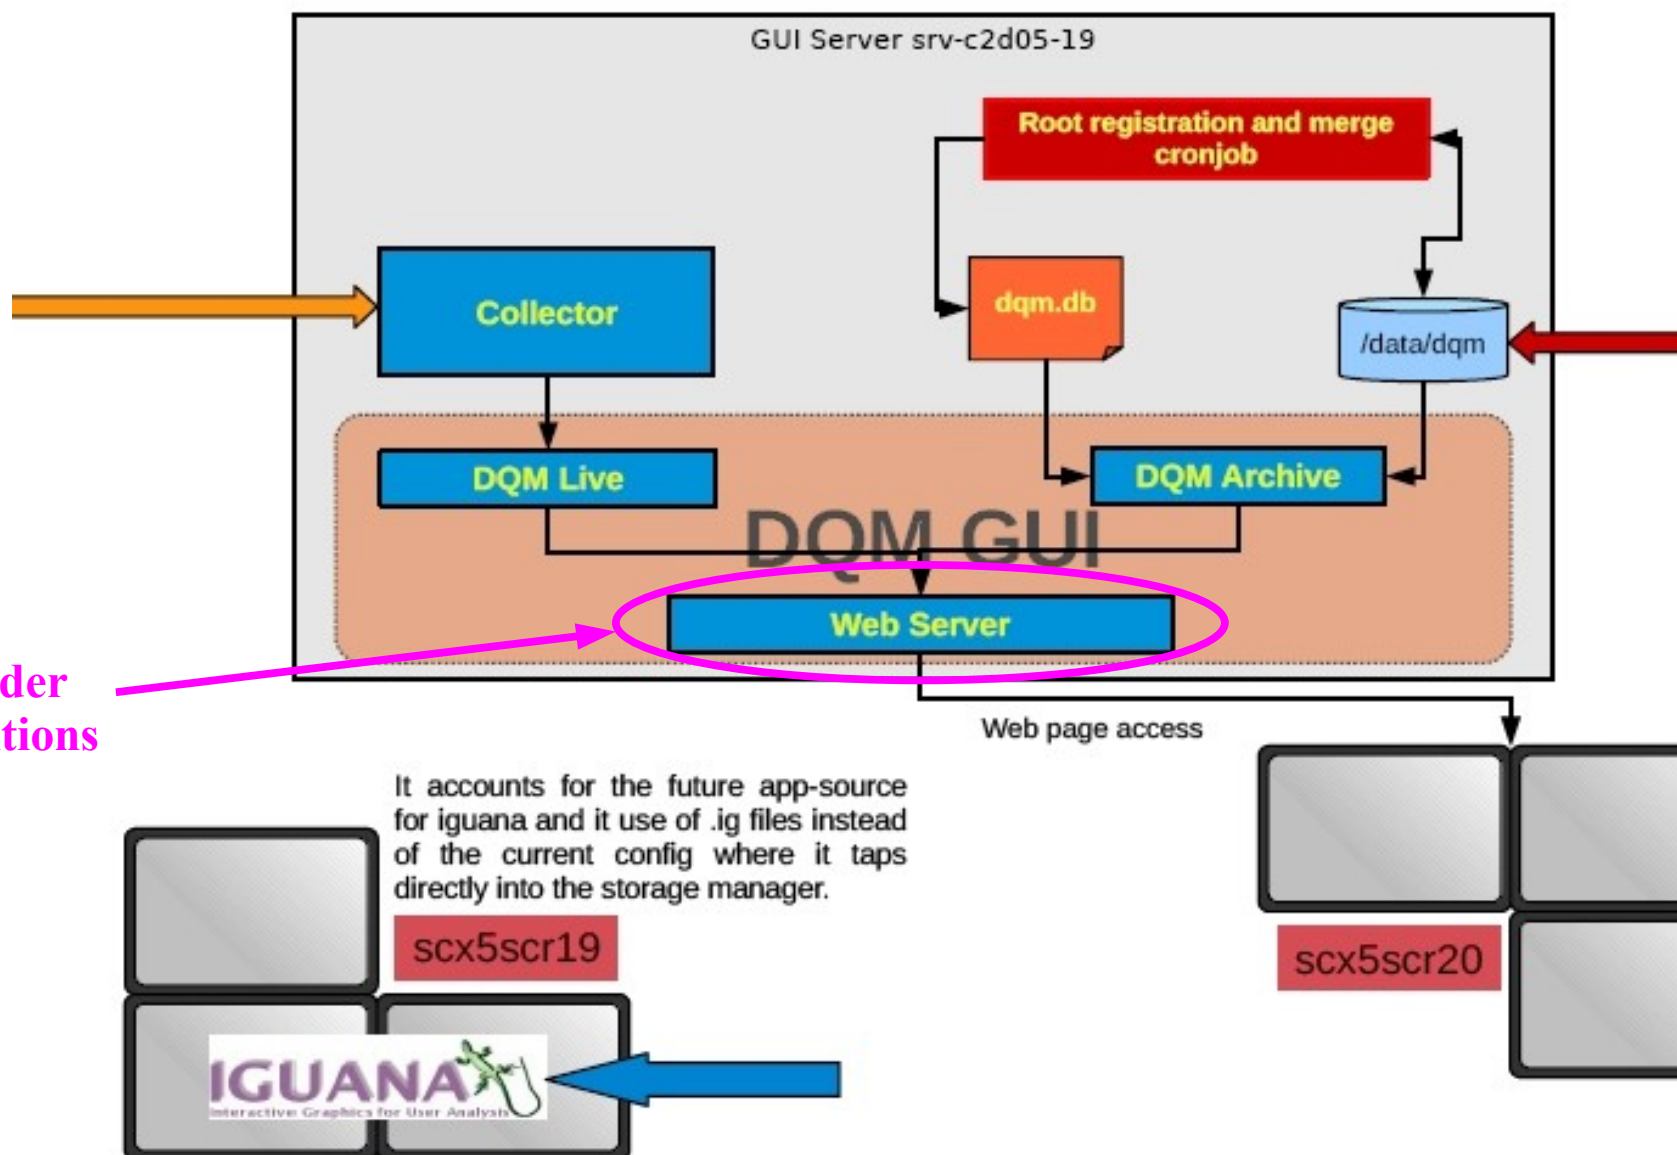 GUI Server srv-c2d05-19
Root registration and merge
cronjob
Collector
dqm.db
/data/dqm
DQM Live
DQM Archive
DQM GUI
Web Server
der
tions
Web page access
It accounts for the future app-source
for iguana and it use of .ig files instead
of the current config where it taps
directly into the storage manager.
scx5scr19
scx5scr20
IGUANA
Interactive Graphics for User Analysis